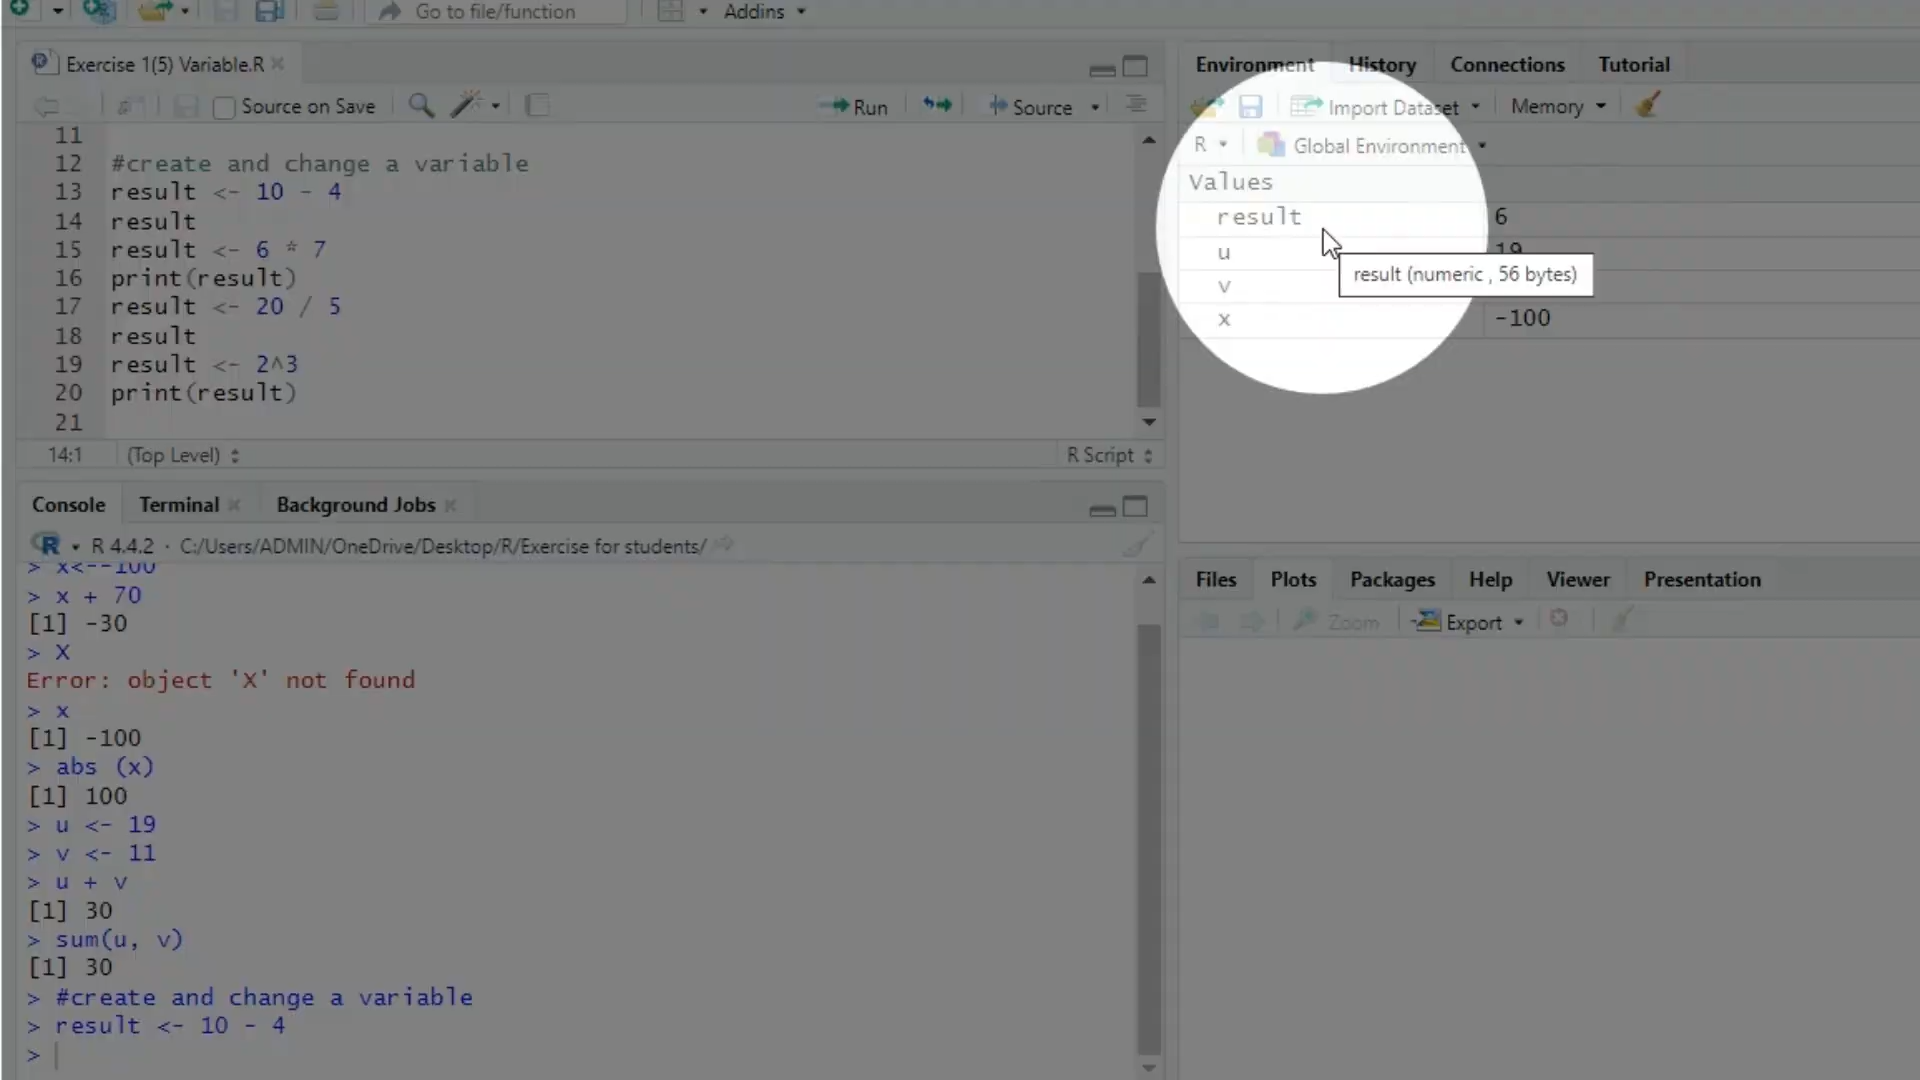 Go to file/function
Addins
Exercise 1(5) Variable.R
Source on Save
Run
Source
11
12 #create and change a variable
13 result <- 10 - 4
14 result
15 result <- 6 * 7
16 print(result)
17 result <- 20 / 5
18 result
19 result <- 2^3
20 print(result)
21
14:1 (Top Level) R Script
Console Terminal Background Jobs
R 4.4.2 · C:/Users/ADMIN/OneDrive/Desktop/R/Exercise for students/
> x<--100
> x + 70
[1] -30
> X
Error: object 'X' not found
> x
[1] -100
> abs (x)
[1] 100
> u <- 19
> v <- 11
> u + v
[1] 30
> sum(u, v)
[1] 30
> #create and change a variable
> result <- 10 - 4
>
Environment History Connections Tutorial
Import Dataset Memory
R Global Environment
Values
result 6
u 19
result (numeric , 56 bytes)
v
x -100
Files Plots Packages Help Viewer Presentation
Zoom Export